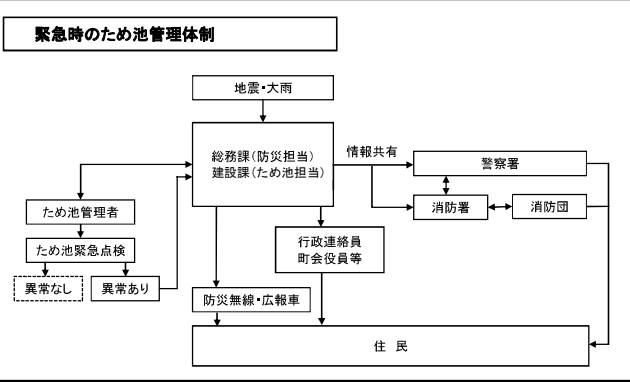 緊急時のため池管理体制
地震・大雨
総務課（防災担当）
建設課（ため池担当）
情報共有
警察署
消防署
消防団
ため池管理者
ため池緊急点検
異常なし
異常あり
行政連絡員
町会役員等
防災無線・広報車
住　民